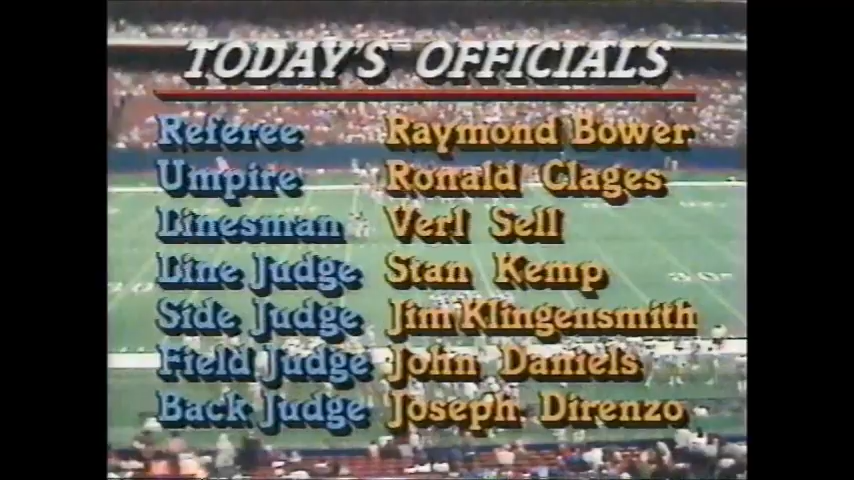 TODAY'S OFFICIALS
Referee Raymond Bower
Umpire Ronald Clages
Linesman Verl Sell
Line Judge Stan Kemp
Side Judge Jim Klingensmith
Field Judge John Daniels
Back Judge Joseph Direnzo